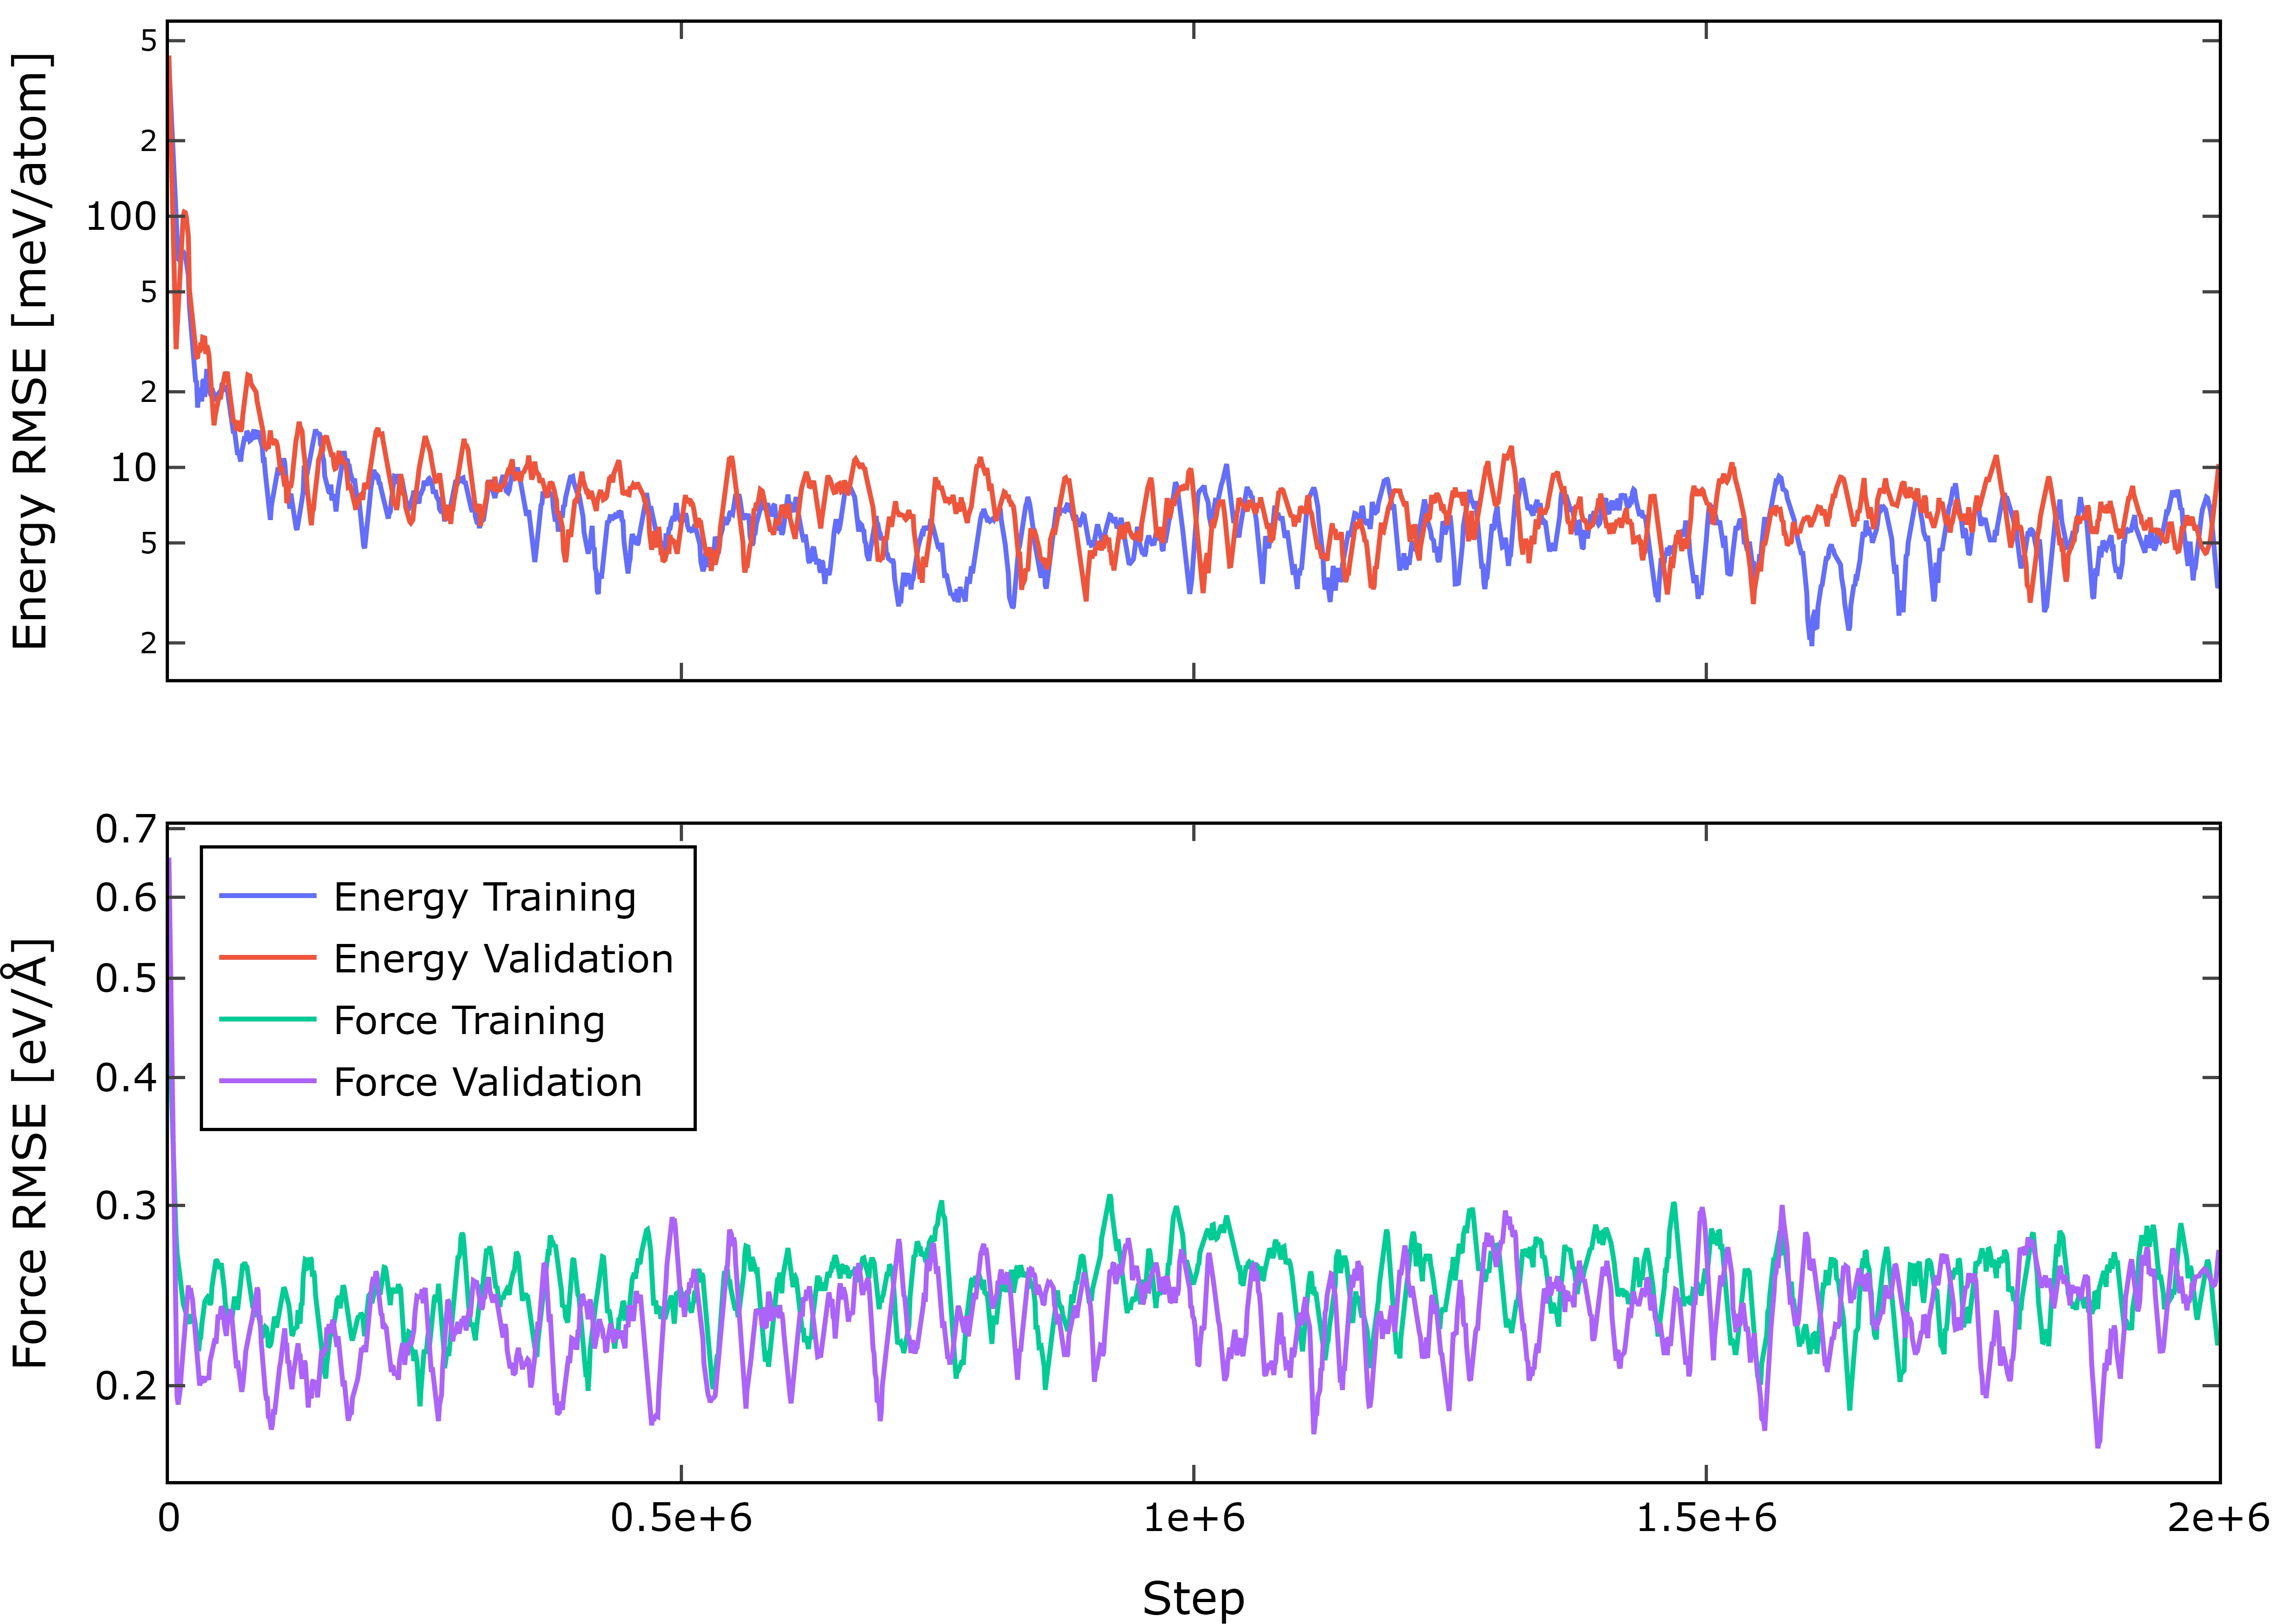 Energy RMSE [meV/atom]
5
2
100
5
2
10
5
2
Force RMSE [eV/Å]
0.7
0.6
0.5
0.4
0.3
0.2
Energy Training
Energy Validation
Force Training
Force Validation
0 0.5e+6 1e+6 1.5e+6 2e+6
Step